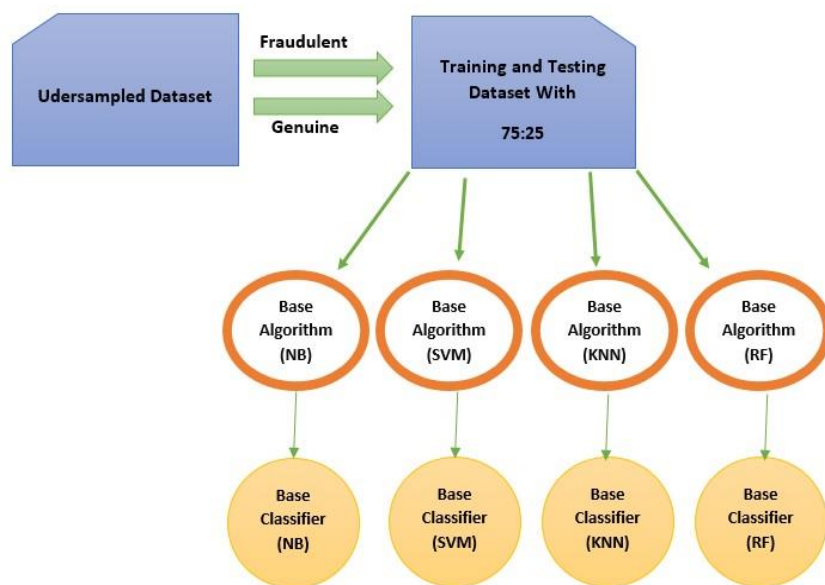 Udersampled Dataset
Fraudulent
Genuine
Training and Testing
Dataset With
75:25
Base
Algorithm
(NB)
Base
Algorithm
(SVM)
Base
Algorithm
(KNN)
Base
Algorithm
(RF)
Base
Classifier
(NB)
Base
Classifier
(SVM)
Base
Classifier
(KNN)
Base
Classifier
(RF)